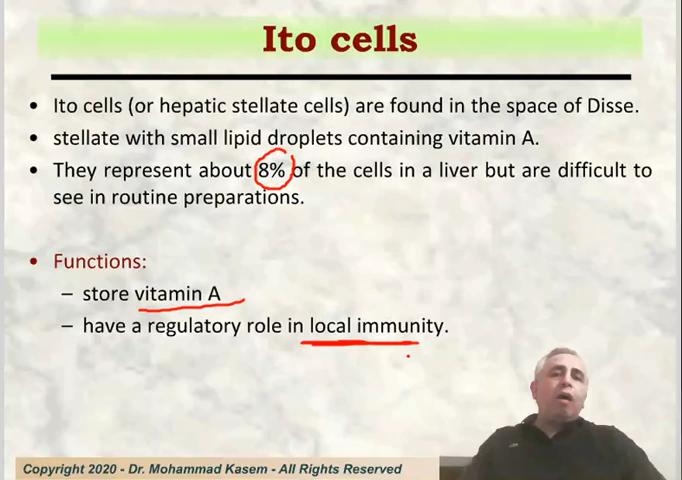 Ito cells
• Ito cells (or hepatic stellate cells) are found in the space of Disse.
• stellate with small lipid droplets containing vitamin A.
• They represent about 8% of the cells in a liver but are difficult to
see in routine preparations.
• Functions:
– store vitamin A
– have a regulatory role in local immunity.
Copyright 2020 - Dr. Mohammad Kasem - All Rights Reserved